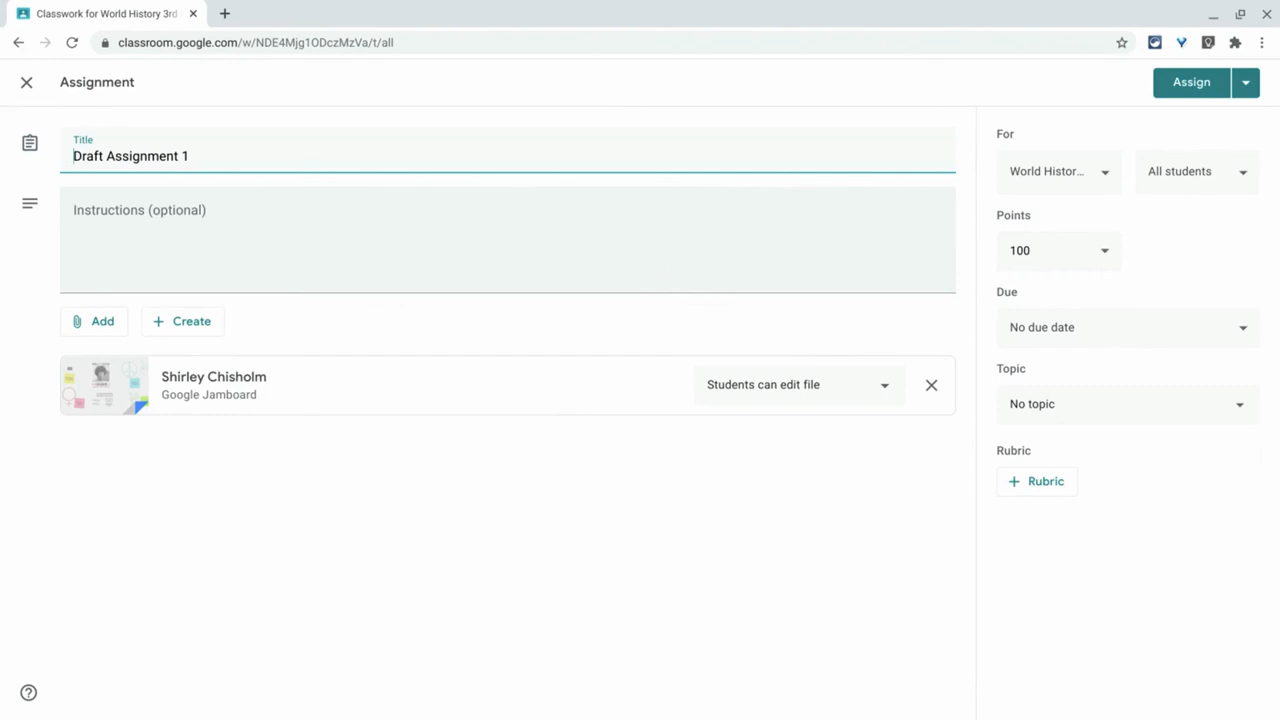 Classwork for World History 3rd
classroom.google.com/w/NDE4Mjg1ODczMzVa/t/all
Assignment
Assign
Title
Draft Assignment 1
Instructions (optional)
Add
Create
Shirley Chisholm
Google Jamboard
Students can edit file
For
World Histor...
All students
Points
100
Due
No due date
Topic
No topic
Rubric
Rubric